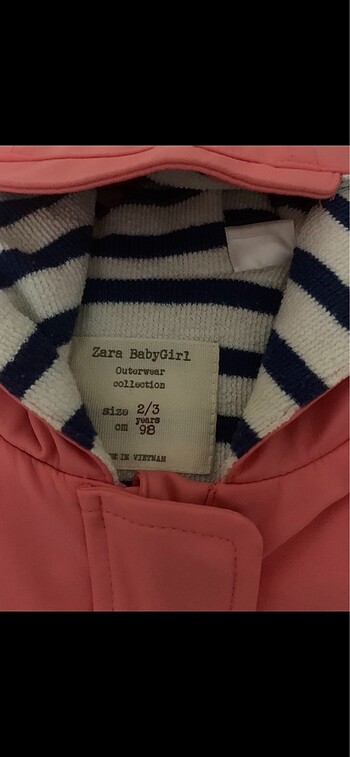 Zara BabyGirl
Outerwear
collection
size 2/3
years
cm 98
IN VIETNAM